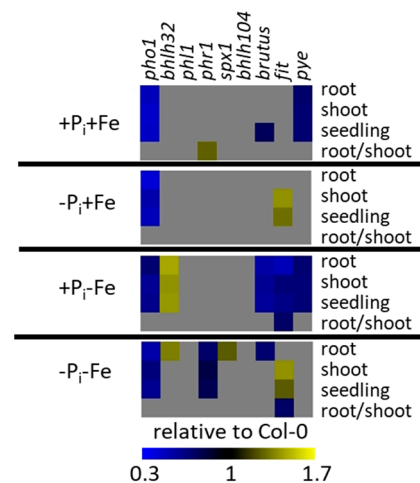 pho1 bhlh32 phl1 phr1 spx1 bhlh104 brutus fit pye
+Pi+Fe
root
shoot
seedling
root/shoot
-Pi+Fe
root
shoot
seedling
root/shoot
+Pi-Fe
root
shoot
seedling
root/shoot
-Pi-Fe
root
shoot
seedling
root/shoot
relative to Col-0
0.3 1 1.7